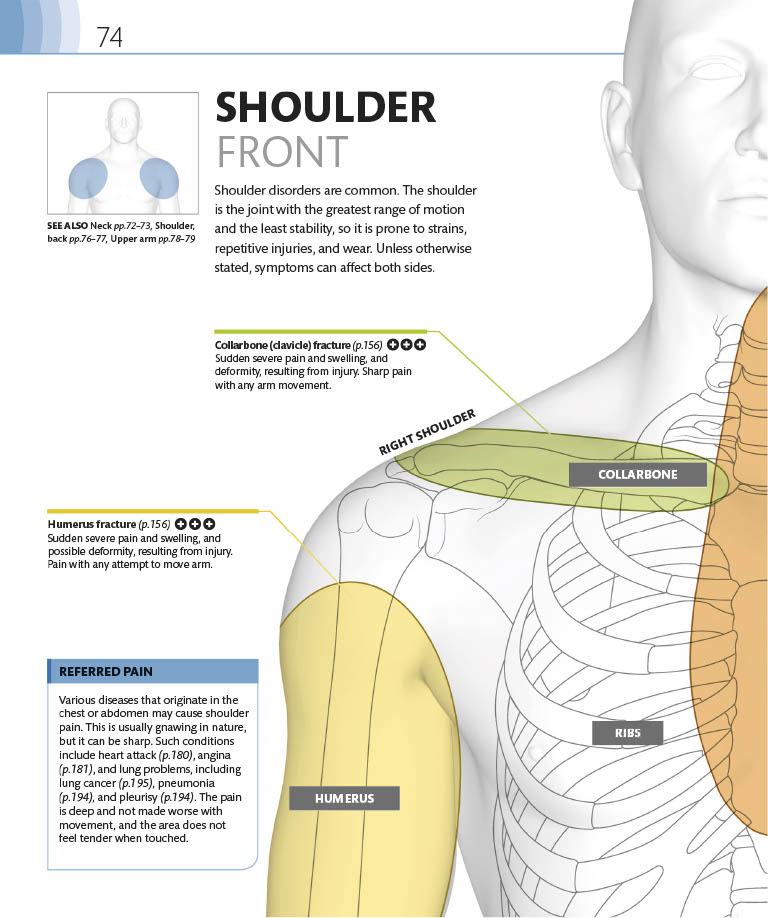 74
SHOULDER
FRONT
Shoulder disorders are common. The shoulder
is the joint with the greatest range of motion
and the least stability, so it is prone to strains,
repetitive injuries, and wear. Unless otherwise
stated, symptoms can affect both sides.
SEE ALSO Neck pp.72–73, Shoulder,
back pp.76–77, Upper arm pp.78–79
Collarbone (clavicle) fracture (p.156)
Sudden severe pain and swelling, and
deformity, resulting from injury. Sharp pain
with any arm movement.
RIGHT SHOULDER
COLLARBONE
Humerus fracture (p.156)
Sudden severe pain and swelling, and
possible deformity, resulting from injury.
Pain with any attempt to move arm.
REFERRED PAIN
Various diseases that originate in the
chest or abdomen may cause shoulder
pain. This is usually gnawing in nature,
but it can be sharp. Such conditions
include heart attack (p.180), angina
(p.181), and lung problems, including
lung cancer (p.195), pneumonia
(p.194), and pleurisy (p.194). The pain
is deep and not made worse with
movement, and the area does not
feel tender when touched.
RIBS
HUMERUS